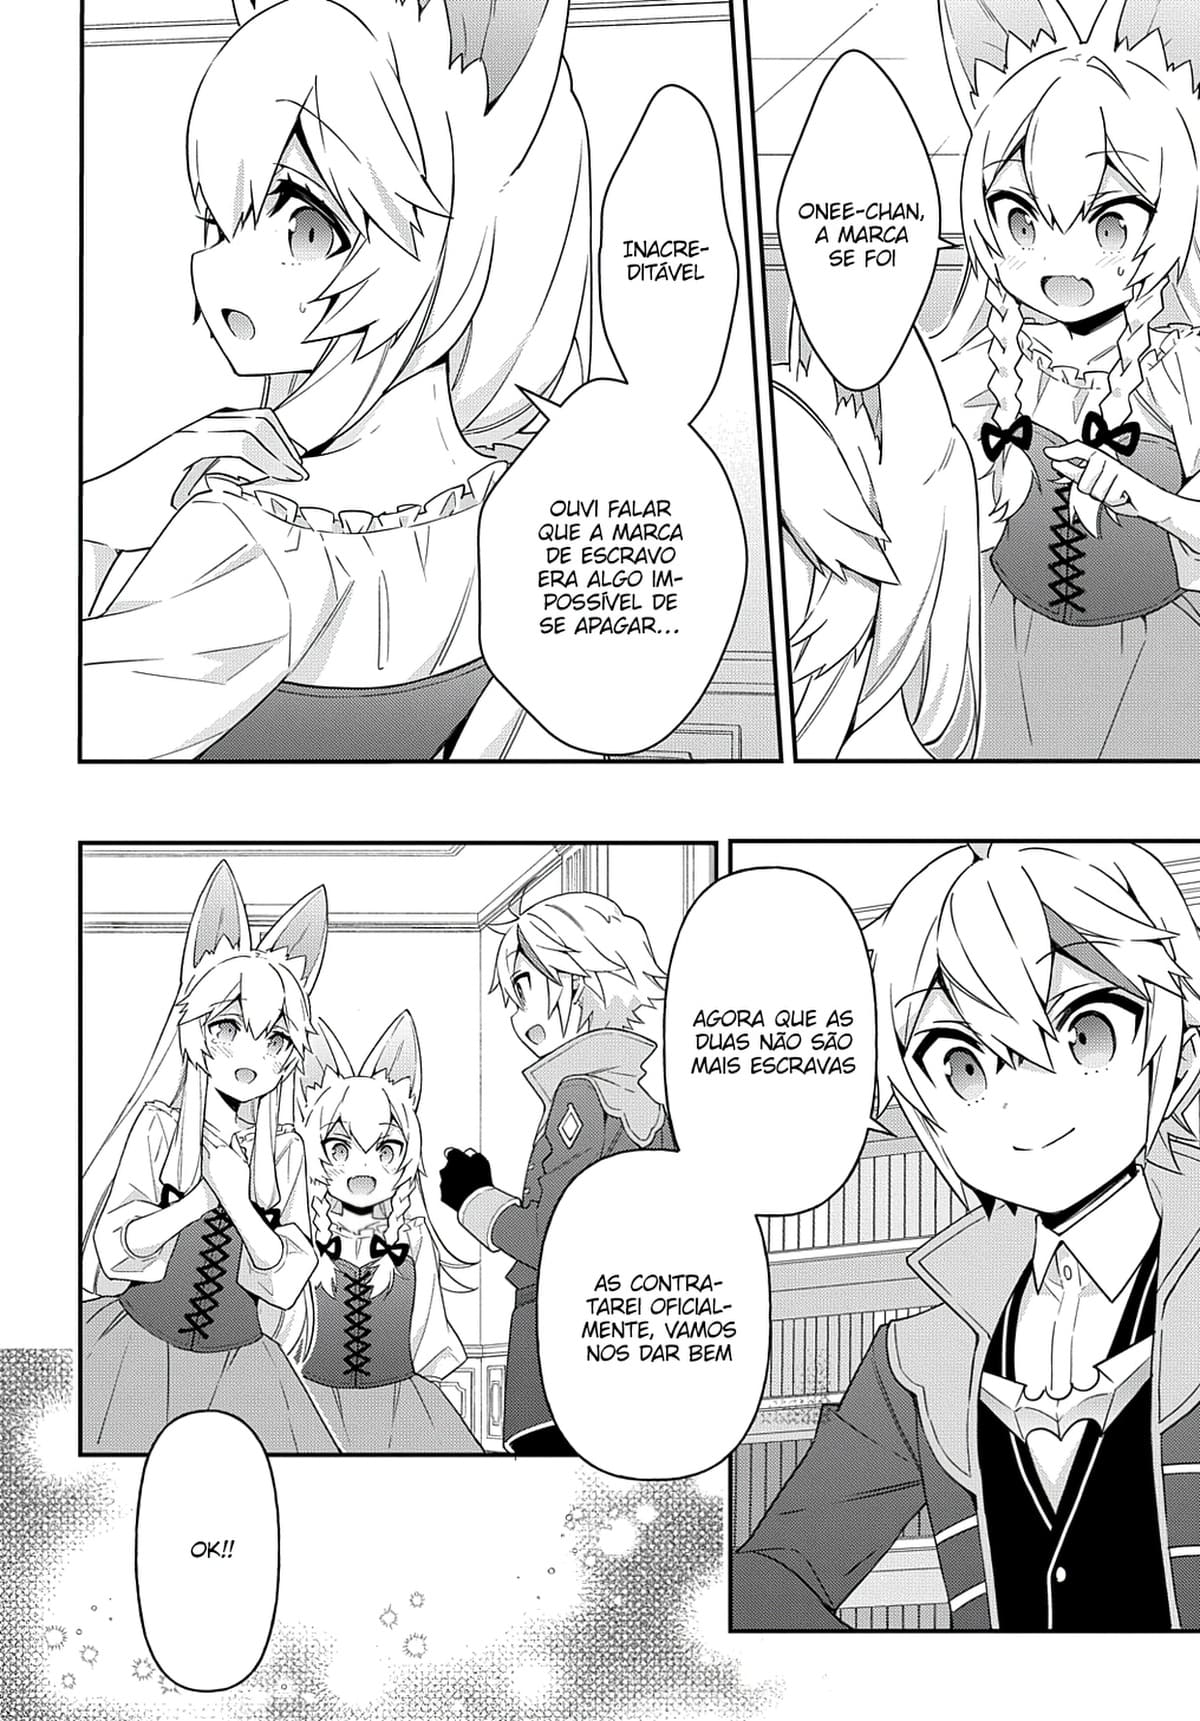 ONEE-CHAN,
A MARCA
SE FOI
INACRE-
DITÁVEL
OUVI FALAR
QUE A MARCA
DE ESCRAVO
ERA ALGO IM-
POSSÍVEL DE
SE APAGAR...
AGORA QUE AS
DUAS NÃO SÃO
MAIS ESCRAVAS
AS CONTRA-
TAREI OFICIAL-
MENTE, VAMOS
NOS DAR BEM
OK!!